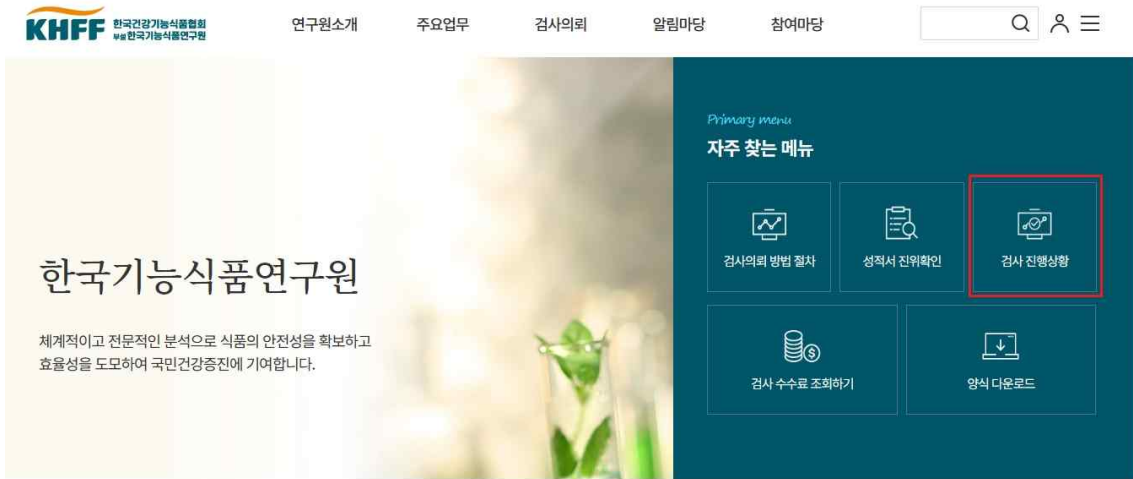 KHFF 한국건강기능식품협회
부설한국기능식품연구원
연구원소개 주요업무 검사의뢰 알림마당 참여마당
Primary menu
자주 찾는 메뉴
검사의뢰 방법 절차 성적서 진위확인 검사 진행상황
한국기능식품연구원
체계적이고 전문적인 분석으로 식품의 안전성을 확보하고
효율성을 도모하여 국민건강증진에 기여합니다.
검사 수수료 조회하기 양식 다운로드